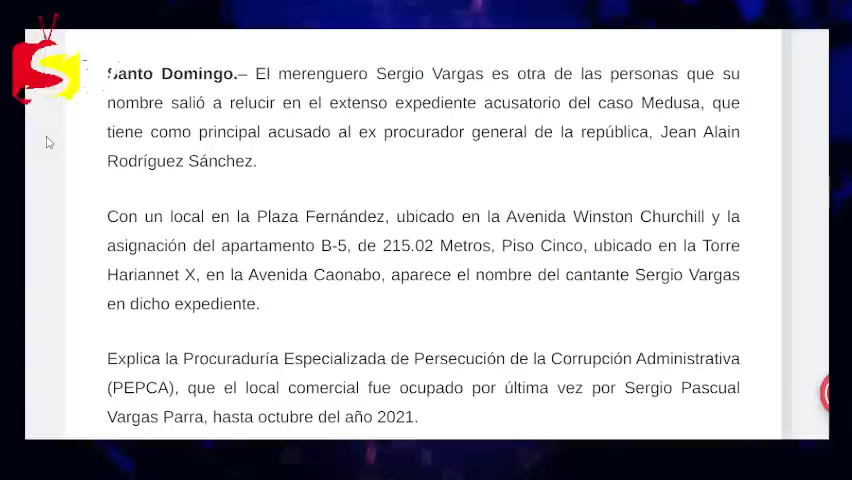 Santo Domingo.– El merenguero Sergio Vargas es otra de las personas que su
nombre salió a relucir en el extenso expediente acusatorio del caso Medusa, que
tiene como principal acusado al ex procurador general de la república, Jean Alain
Rodríguez Sánchez.
Con un local en la Plaza Fernández, ubicado en la Avenida Winston Churchill y la
asignación del apartamento B-5, de 215.02 Metros, Piso Cinco, ubicado en la Torre
Hariannet X, en la Avenida Caonabo, aparece el nombre del cantante Sergio Vargas
en dicho expediente.
Explica la Procuraduría Especializada de Persecución de la Corrupción Administrativa
(PEPCA), que el local comercial fue ocupado por última vez por Sergio Pascual
Vargas Parra, hasta octubre del año 2021.